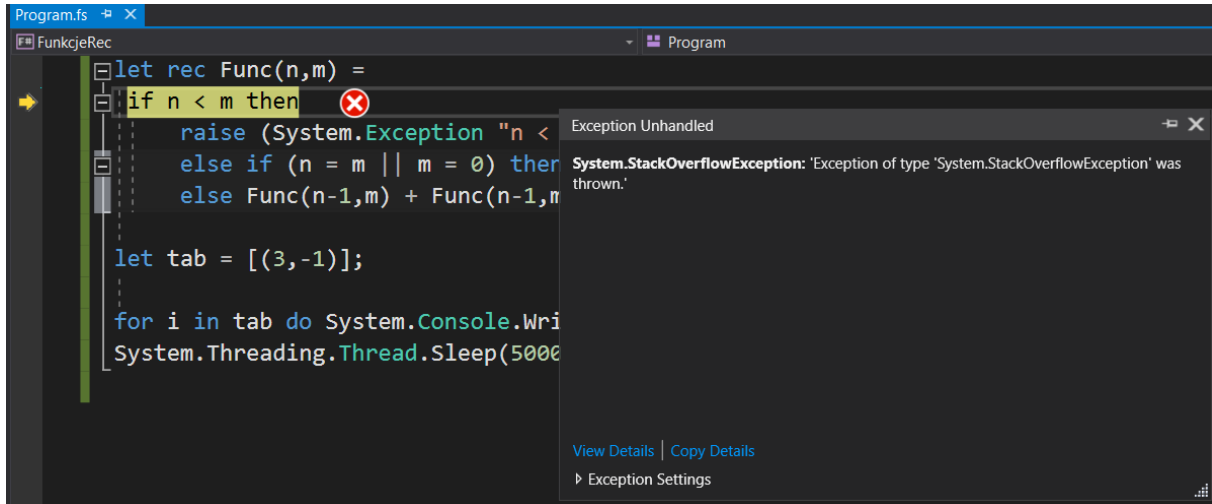 Program.fs
FunkcjeRec
Program
let rec Func(n,m) =
if n < m then
raise (System.Exception "n <
else if (n = m || m = 0) then
else Func(n-1,m) + Func(n-1,m
let tab = [(3,-1)];
for i in tab do System.Console.Wri
System.Threading.Thread.Sleep(5000
Exception Unhandled
System.StackOverflowException: 'Exception of type 'System.StackOverflowException' was
thrown.'
View Details | Copy Details
Exception Settings